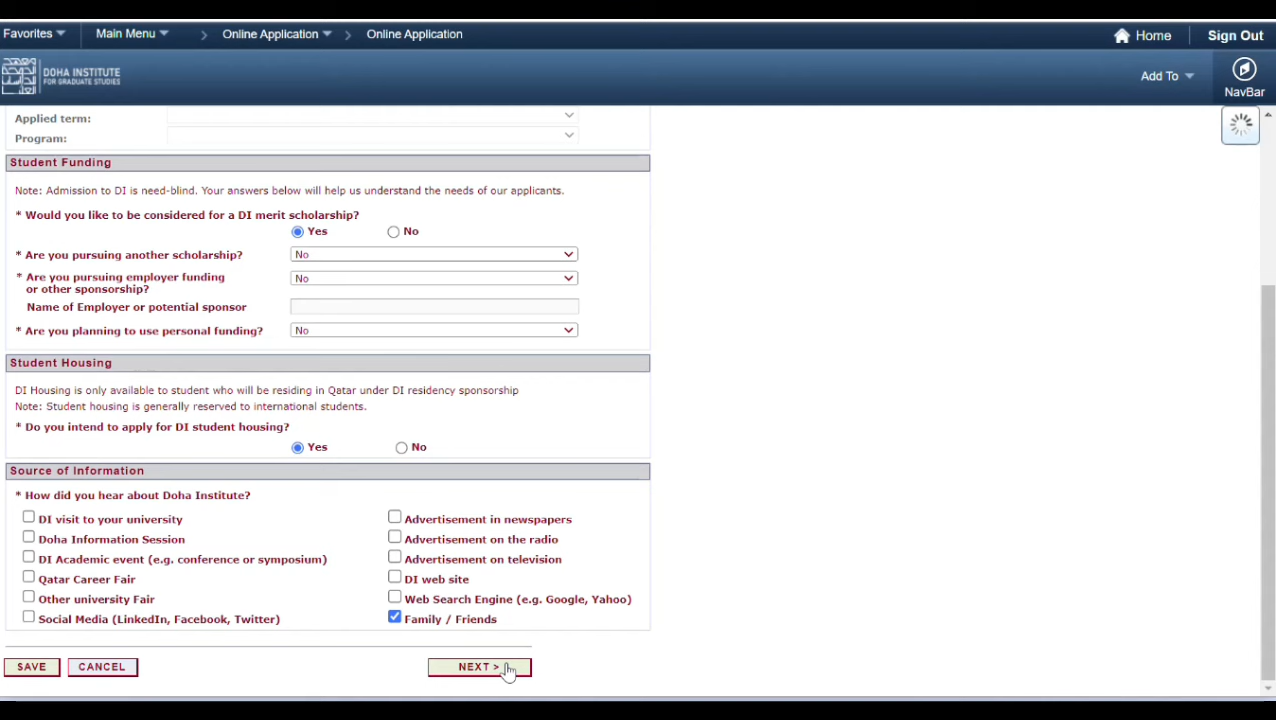 Favorites Main Menu > Online Application > Online Application Home Sign Out
DOHA INSTITUTE
FOR GRADUATE STUDIES
Add To
NavBar
Applied term:
Program:
Student Funding
Note: Admission to DI is need-blind. Your answers below will help us understand the needs of our applicants.
* Would you like to be considered for a DI merit scholarship?
Yes No
* Are you pursuing another scholarship? No
* Are you pursuing employer funding
or other sponsorship? No
Name of Employer or potential sponsor
* Are you planning to use personal funding? No
Student Housing
DI Housing is only available to student who will be residing in Qatar under DI residency sponsorship
Note: Student housing is generally reserved to international students.
* Do you intend to apply for DI student housing?
Yes No
Source of Information
* How did you hear about Doha Institute?
DI visit to your university Advertisement in newspapers
Doha Information Session Advertisement on the radio
DI Academic event (e.g. conference or symposium) Advertisement on television
Qatar Career Fair DI web site
Other university Fair Web Search Engine (e.g. Google, Yahoo)
Social Media (LinkedIn, Facebook, Twitter) Family / Friends
SAVE CANCEL NEXT >